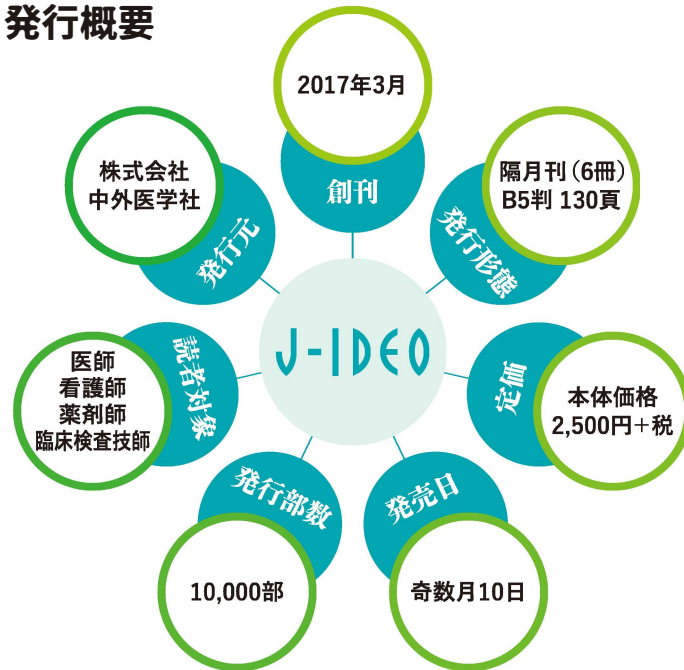 発行概要
2017年3月
創刊
隔月刊（6冊）
B5判 130頁
発行形態
本体価格
2,500円＋税
定価
奇数月10日
発売日
10,000部
発行部数
医師
看護師
薬剤師
臨床検査技師
読者対象
株式会社
中外医学社
発行元
J-IDEO